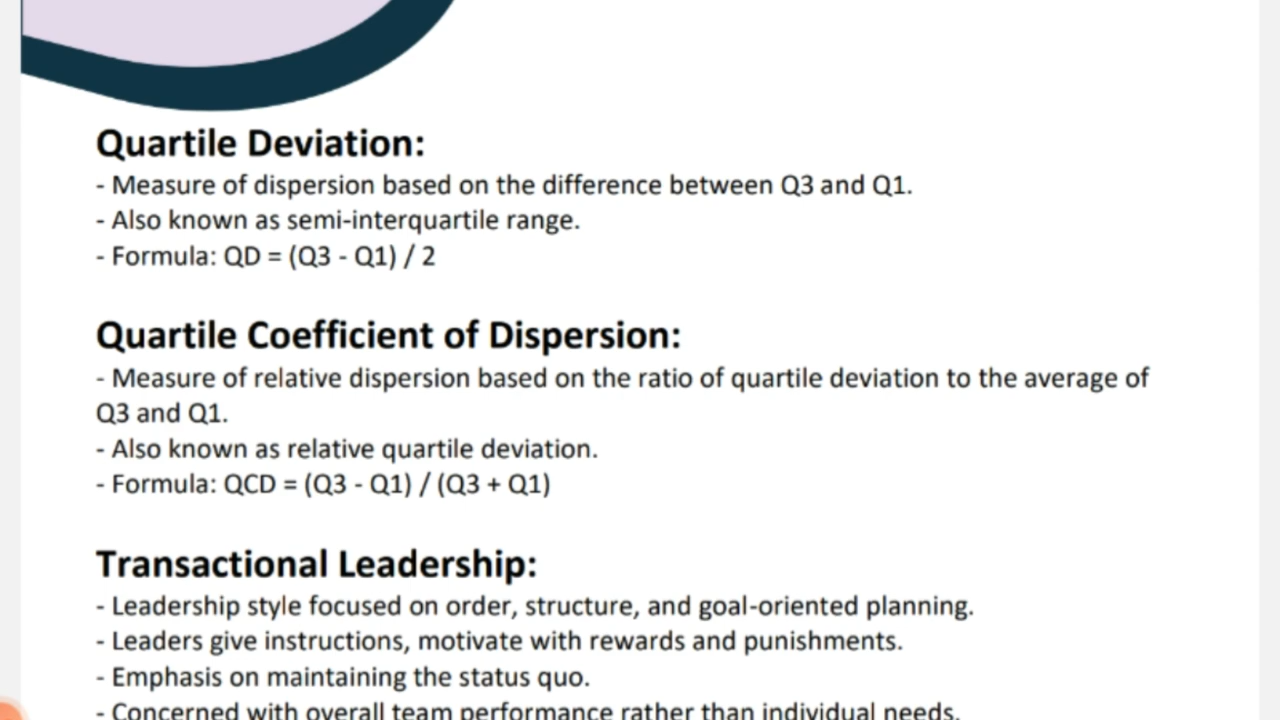 Quartile Deviation:
- Measure of dispersion based on the difference between Q3 and Q1.
- Also known as semi-interquartile range.
- Formula: QD = (Q3 - Q1) / 2
Quartile Coefficient of Dispersion:
- Measure of relative dispersion based on the ratio of quartile deviation to the average of
Q3 and Q1.
- Also known as relative quartile deviation.
- Formula: QCD = (Q3 - Q1) / (Q3 + Q1)
Transactional Leadership:
- Leadership style focused on order, structure, and goal-oriented planning.
- Leaders give instructions, motivate with rewards and punishments.
- Emphasis on maintaining the status quo.
- Concerned with overall team performance rather than individual needs.